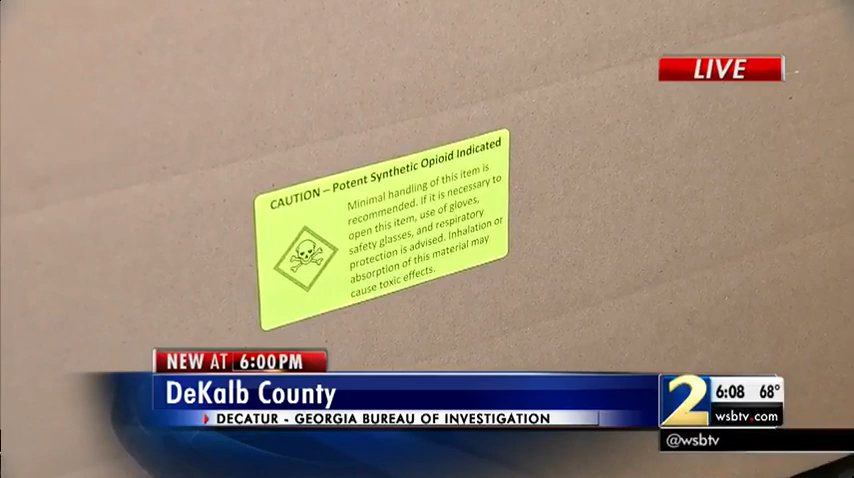 LIVE
CAUTION – Potent Synthetic Opioid Indicated
Minimal handling of this item is
recommended. If it is necessary to
open this item, use of gloves,
safety glasses, and respiratory
protection is advised. Inhalation or
absorption of this material may
cause toxic effects.
NEW AT 6:00PM
DeKalb County
DECATUR - GEORGIA BUREAU OF INVESTIGATION
2
6:08 68°
wsbtv.com
@wsbtv